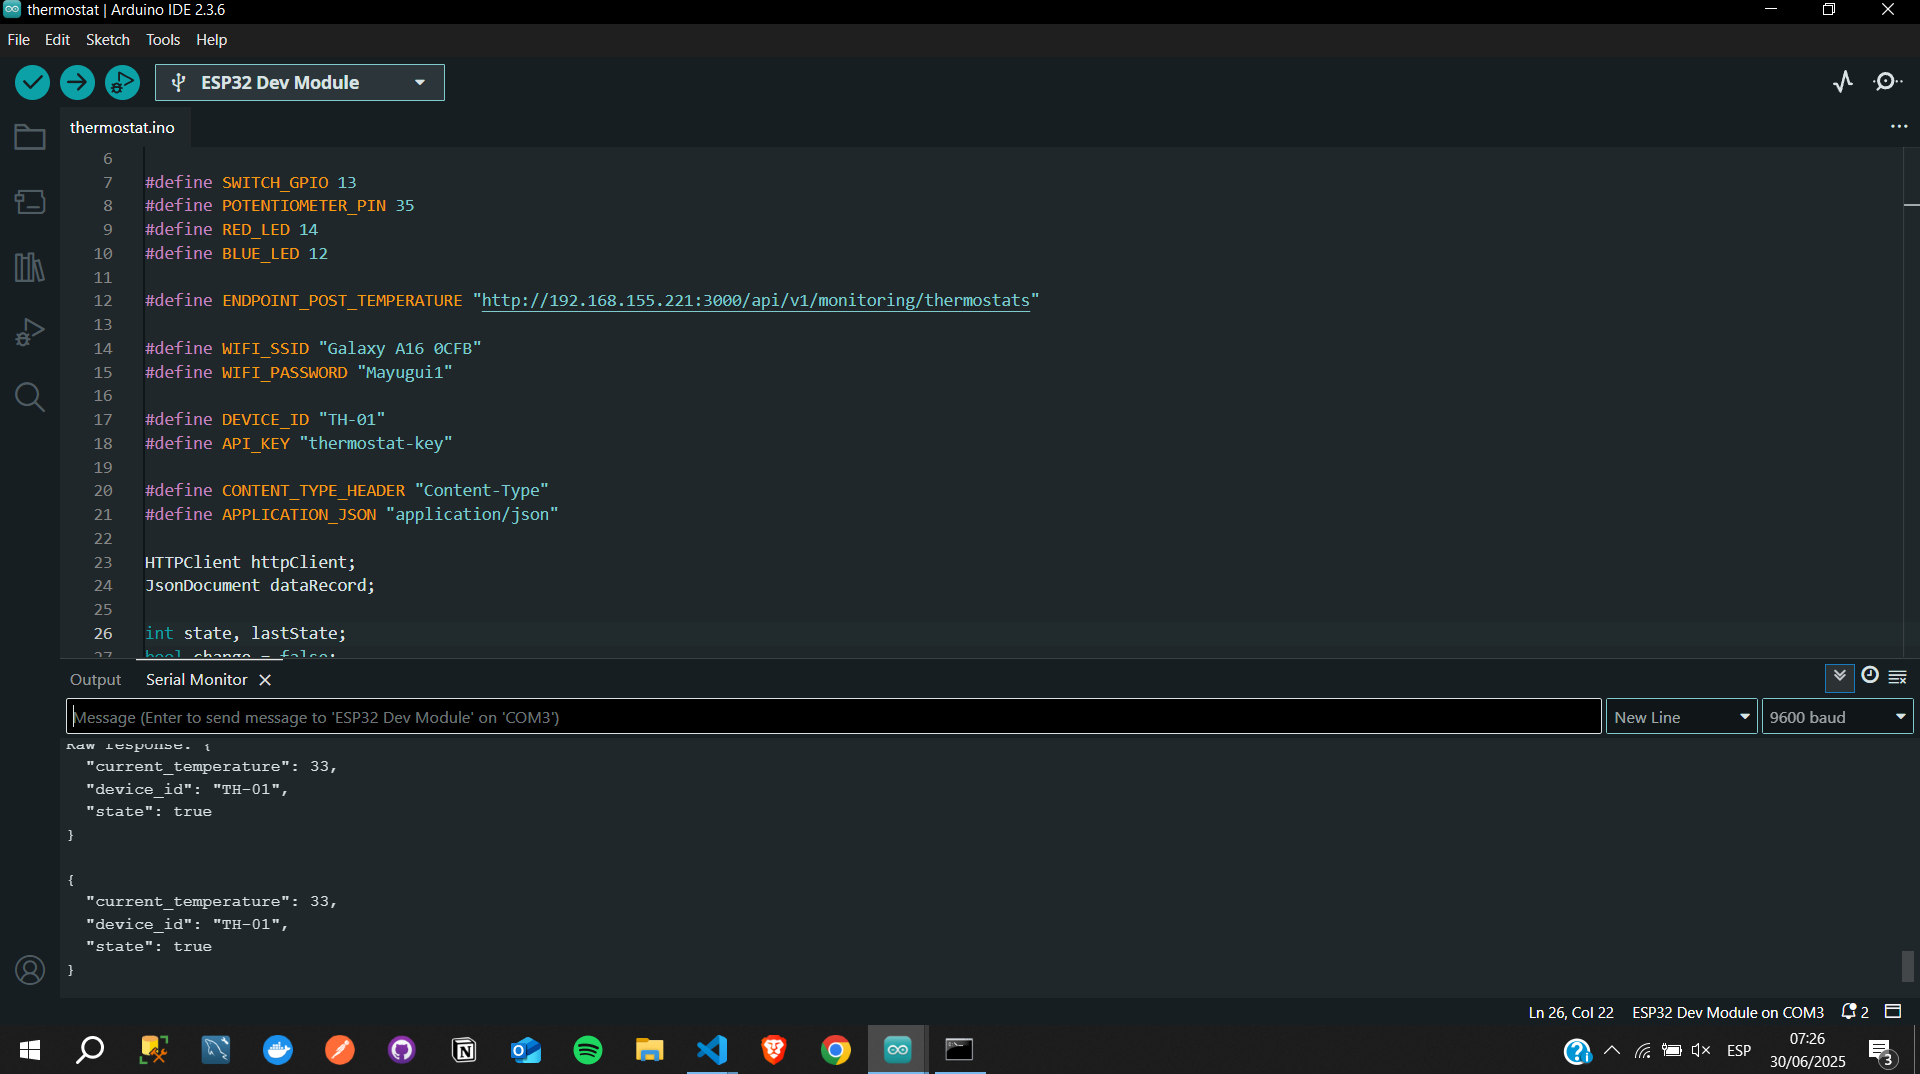 thermostat | Arduino IDE 2.3.6
File Edit Sketch Tools Help
ESP32 Dev Module
thermostat.ino
6
7 #define SWITCH_GPIO 13
8 #define POTENTIOMETER_PIN 35
9 #define RED_LED 14
10 #define BLUE_LED 12
11
12 #define ENDPOINT_POST_TEMPERATURE "http://192.168.155.221:3000/api/v1/monitoring/thermostats"
13
14 #define WIFI_SSID "Galaxy A16 0CFB"
15 #define WIFI_PASSWORD "Mayugui1"
16
17 #define DEVICE_ID "TH-01"
18 #define API_KEY "thermostat-key"
19
20 #define CONTENT_TYPE_HEADER "Content-Type"
21 #define APPLICATION_JSON "application/json"
22
23 HTTPClient httpClient;
24 JsonDocument dataRecord;
25
26 int state, lastState;
27 bool change = false;
Output Serial Monitor
Message (Enter to send message to 'ESP32 Dev Module' on 'COM3') New Line 9600 baud
Raw response: {
"current_temperature": 33,
"device_id": "TH-01",
"state": true
}
{
"current_temperature": 33,
"device_id": "TH-01",
"state": true
}
Ln 26, Col 22 ESP32 Dev Module on COM3 2
ESP 07:26
30/06/2025 3